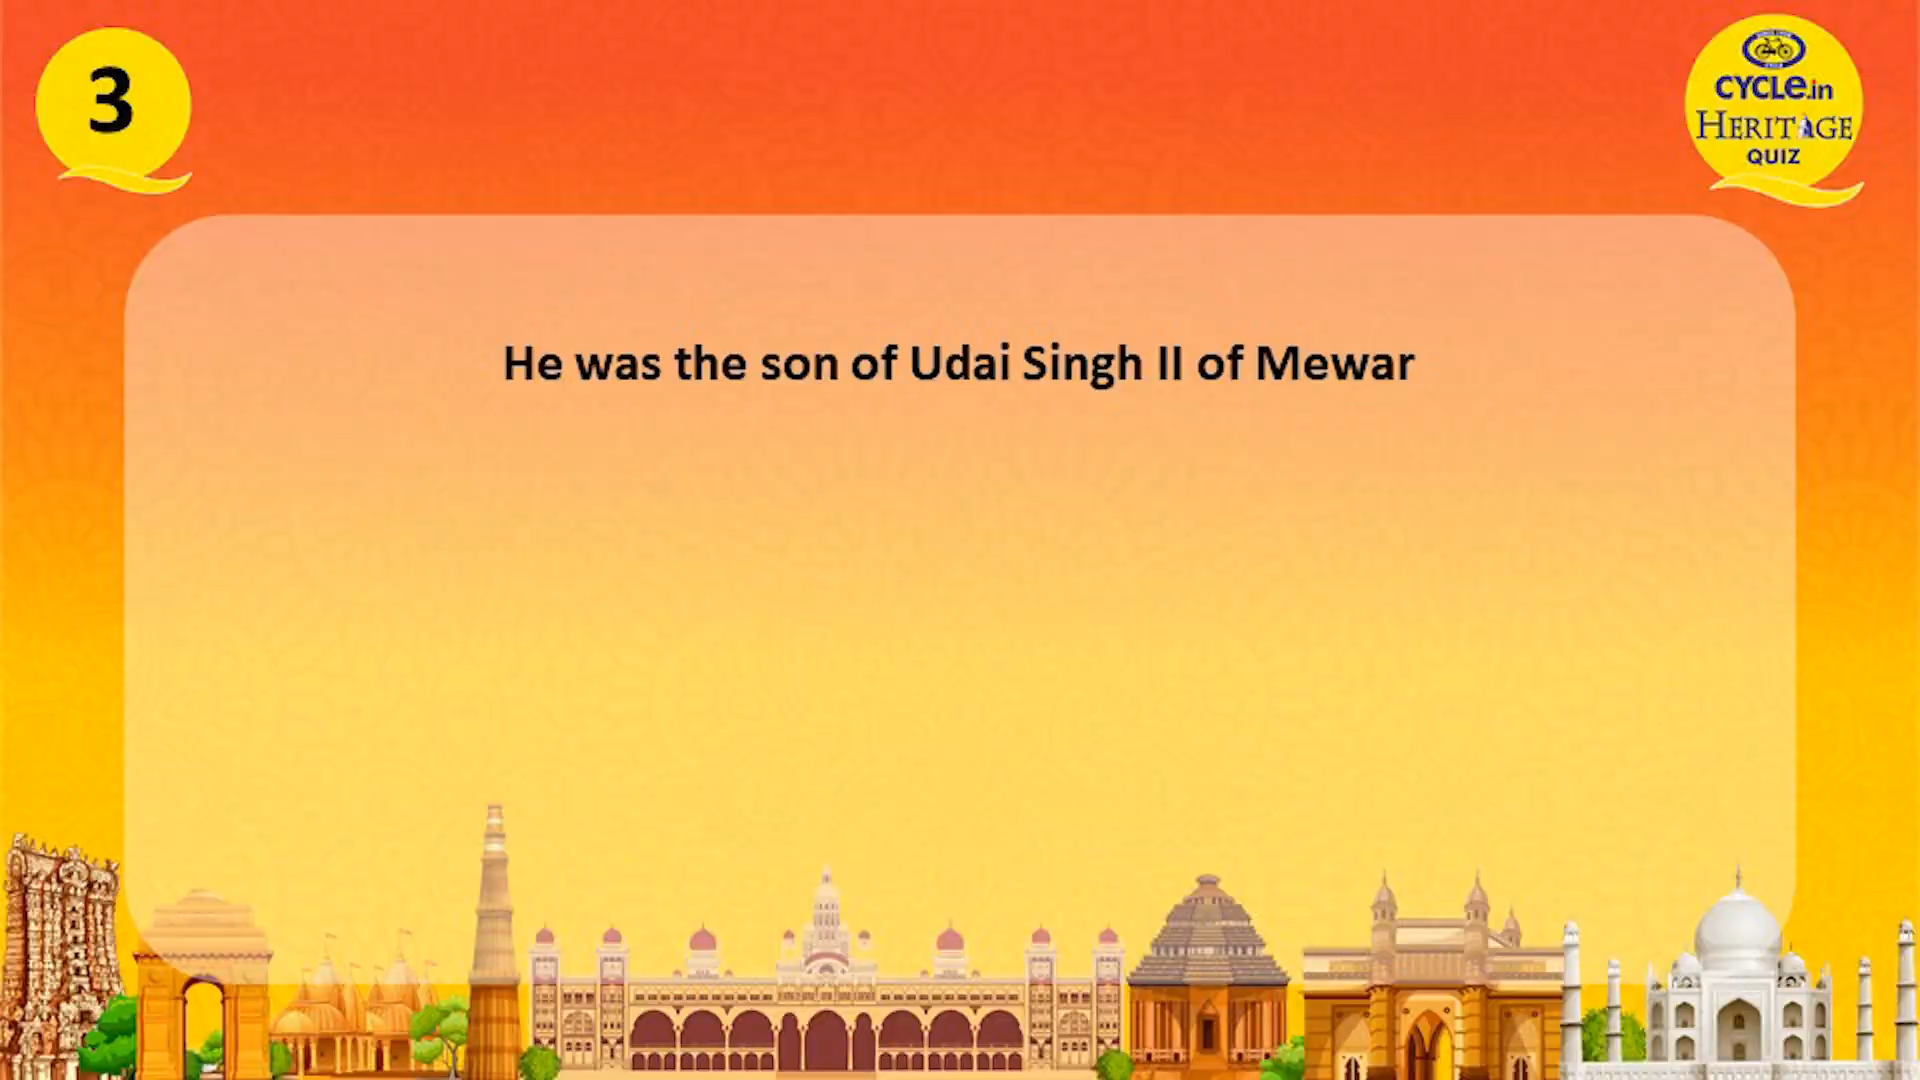 3
CYCLE.in
HERITAGE
QUIZ
He was the son of Udai Singh II of Mewar